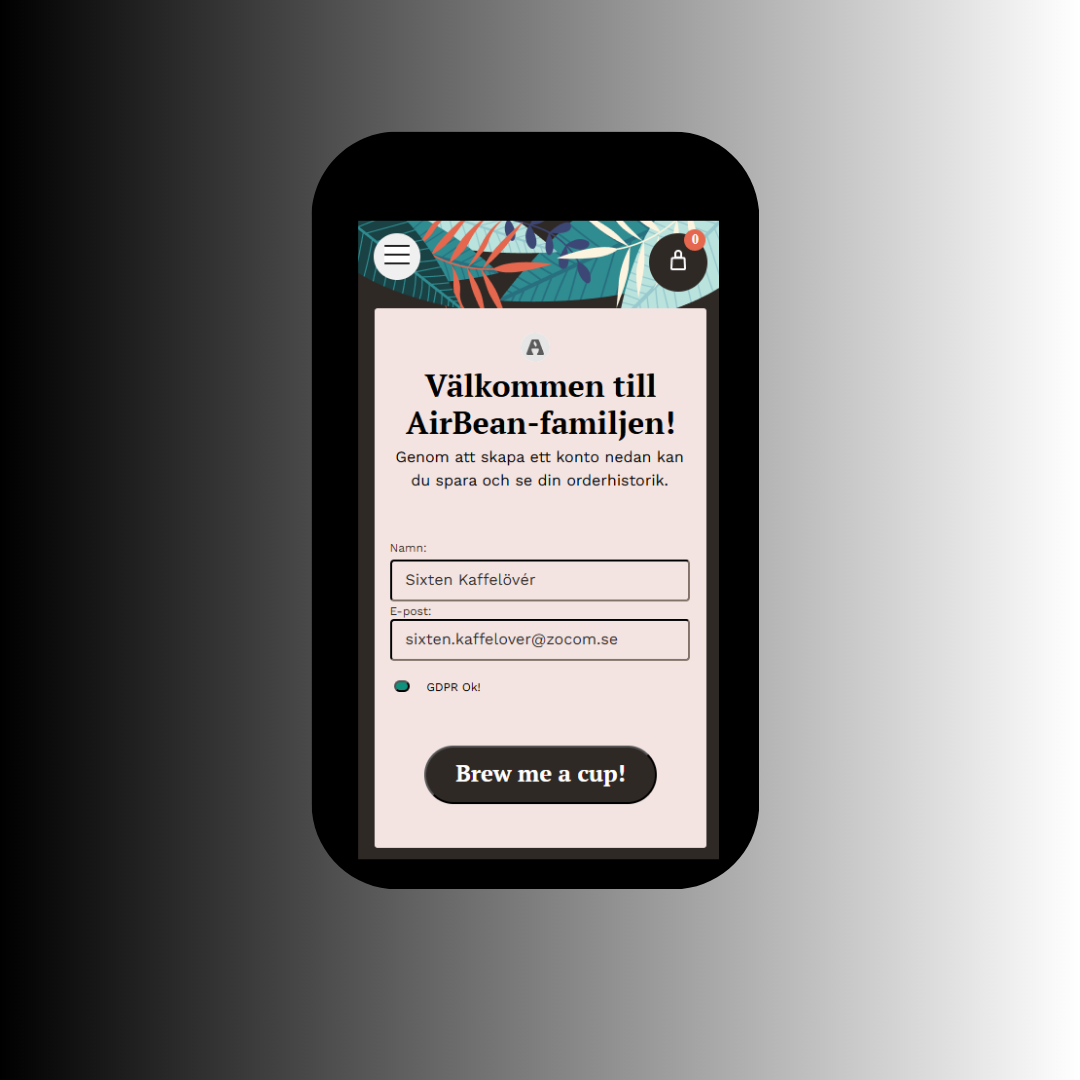 0
Välkommen till
AirBean-familjen!
Genom att skapa ett konto nedan kan
du spara och se din orderhistorik.
Namn:
Sixten Kaffelövér
E-post:
sixten.kaffelover@zocom.se
GDPR Ok!
Brew me a cup!